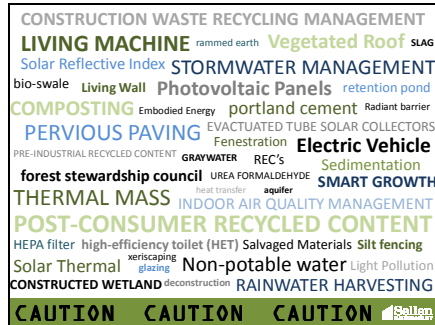 CONSTRUCTION WASTE RECYCLING MANAGEMENT
LIVING MACHINE rammed earth Vegetated Roof SLAG
Solar Reflective Index STORMWATER MANAGEMENT
bio-swale Living Wall Photovoltaic Panels retention pond
COMPOSTING Embodied Energy portland cement Radiant barrier
PERVIOUS PAVING EVACTUATED TUBE SOLAR COLLECTORS
Fenestration Electric Vehicle
PRE-INDUSTRIAL RECYCLED CONTENT GRAYWATER REC's Sedimentation
forest stewardship council UREA FORMALDEHYDE SMART GROWTH
THERMAL MASS heat transfer aquifer
INDOOR AIR QUALITY MANAGEMENT
POST-CONSUMER RECYCLED CONTENT
HEPA filter high-efficiency toilet (HET) Salvaged Materials Silt fencing
Solar Thermal xeriscaping glazing Non-potable water Light Pollution
CONSTRUCTED WETLAND deconstruction RAINWATER HARVESTING
CAUTION CAUTION CAUTION Sellen